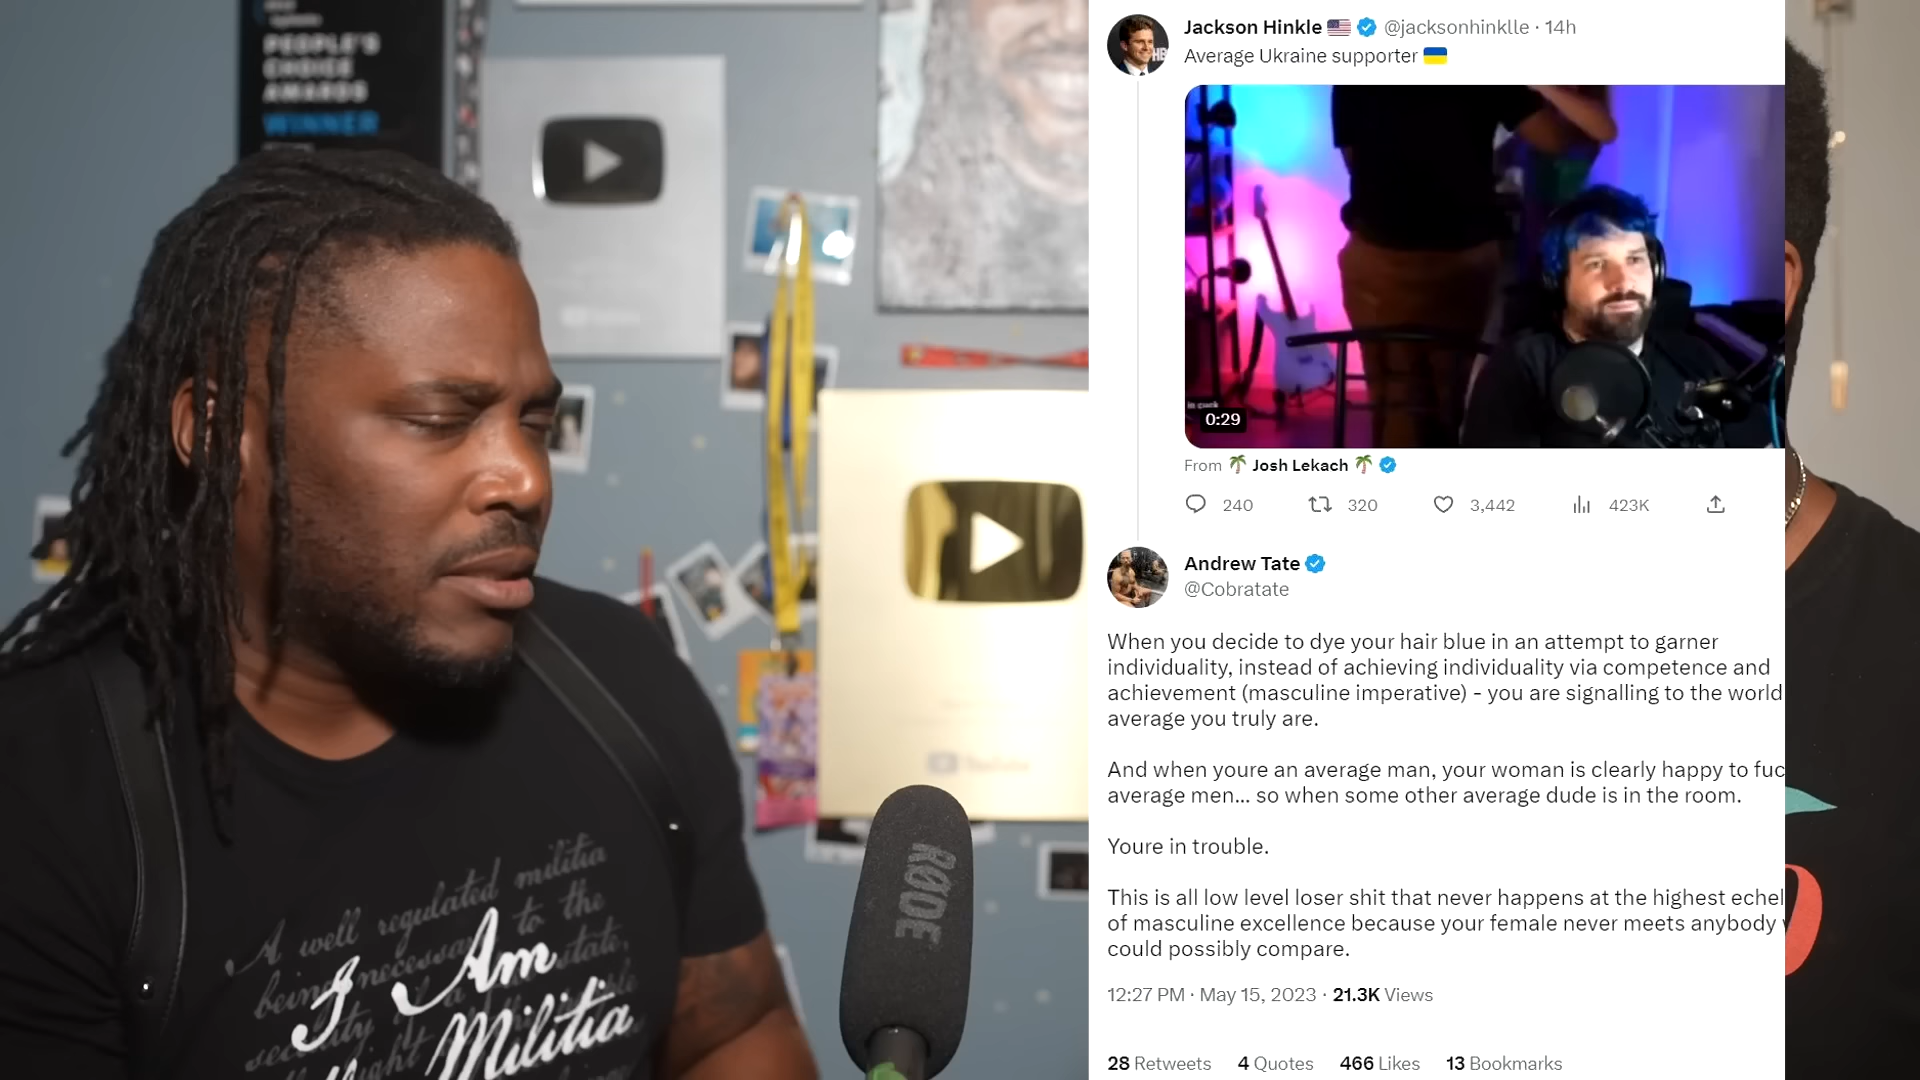 PEOPLE'S
CHOICE
AWARDS
WINNER
A well regulated militia
being necessary to the
state,
I Am
Militia
RØDE
Jackson Hinkle @jacksonhinklle · 14h
Average Ukraine supporter
0:29
From Josh Lekach
240 320 3,442 423K
Andrew Tate
@Cobratate
When you decide to dye your hair blue in an attempt to garner
individuality, instead of achieving individuality via competence and
achievement (masculine imperative) - you are signalling to the world
average you truly are.
And when youre an average man, your woman is clearly happy to fuc
average men... so when some other average dude is in the room.
Youre in trouble.
This is all low level loser shit that never happens at the highest echel
of masculine excellence because your female never meets anybody
could possibly compare.
12:27 PM · May 15, 2023 · 21.3K Views
28 Retweets 4 Quotes 466 Likes 13 Bookmarks